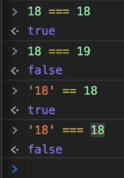 > 18 === 18
< true
> 18 === 19
< false
> '18' == 18
< true
> '18' === 18
< false
>